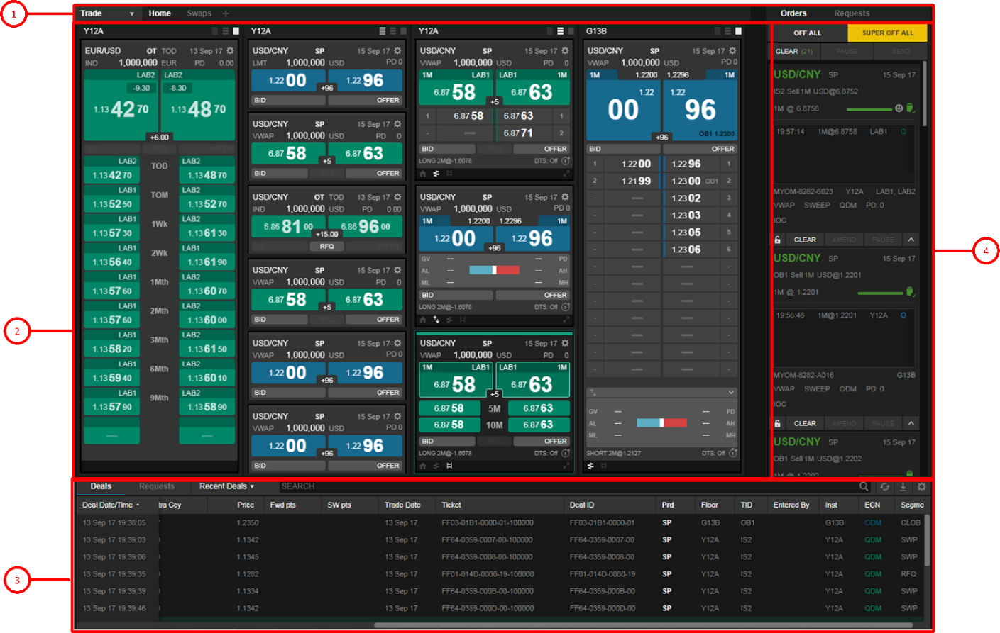 1
Trade ▼ Home Swaps +
Orders Requests
2
Y12A
EUR/USD OT TOD 13 Sep 17
IND 1,000,000 EUR PD 0.00
LAB2 LAB2
-9.30 -8.30
1.13 42 70 1.13 48 70
+6.00
BID RFQ OFFER
LAB2 TOD LAB2
1.13 42 70 1.13 48 70
LAB1 TOM LAB2
1.13 52 50 1.13 52 70
LAB1 1Wk LAB2
1.13 57 30 1.13 61 30
LAB1 2Wk LAB2
1.13 56 40 1.13 61 90
LAB1 1Mth LAB2
1.13 57 60 1.13 60 70
LAB1 2Mth LAB2
1.13 57 60 1.13 60 00
LAB1 3Mth LAB2
1.13 58 20 1.13 61 50
LAB1 6Mth LAB2
1.13 59 40 1.13 60 10
LAB1 9Mth LAB2
1.13 57 90 1.13 58 90
Y12A
USD/CNY SP 15 Sep 17
LMT 1,000,000 USD PD 0
1.22 00 1.22 96
+96
BID OFFER
USD/CNY SP 15 Sep 17
VWAP 1,000,000 USD PD 0
6.87 58 6.87 63
+5
BID RFQ OFFER
USD/CNY OT TOD 13 Sep 17
IND 1,000,000 USD PD 0.00
6.86 81 00 6.86 96 00
+15.00
BID RFQ OFFER
USD/CNY SP 15 Sep 17
VWAP 1,000,000 USD PD 0
6.87 58 6.87 63
+5
BID RFQ OFFER
USD/CNY SP 15 Sep 17
VWAP 1,000,000 USD PD 0
1.22 00 1.22 96
+96
BID OFFER
USD/CNY SP 15 Sep 17
VWAP 1,000,000 USD PD 0
1.22 00 1.22 96
+96
BID OFFER
Y12A
USD/CNY SP 15 Sep 17
VWAP 1,000,000 USD PD 0
1M LAB1 LAB1 1M
6.87 58 6.87 63
+5
1 6.87 58 6.87 63 1
- — 6.87 71 2
BID RFQ OFFER
LONG 2M@-1.6078 DTS: Off
USD/CNY SP 15 Sep 17
VWAP 1,000,000 USD PD 0
1M 1.2200 1.2296 1M
1.22 00 1.22 96
+96
GV -- -- PD
AL -- -- AH
ML -- -- MH
BID OFFER
LONG 2M@-1.6078 DTS: Off
USD/CNY SP 15 Sep 17
VWAP 1,000,000 USD PD 0
1M LAB1 LAB1 1M
6.87 58 6.87 63
+5
6.87 58 5M 6.87 63
6.87 58 10M 6.87 63
BID RFQ OFFER
LONG 2M@-1.6078 DTS: Off
G13B
USD/CNY SP 15 Sep 17
VWAP 1,000,000 USD PD 0
1M 1.2200 1.2296 1M
1.22 1.22
00 96
OB1 1.2300
+96
BID OFFER
1 1.22 00 1.22 96 1
2 1.21 99 1.23 00 OB1 2
- — 1.23 02 3
- — 1.23 03 4
- — 1.23 05 5
- — 1.23 06 6
GV -- -- PD
AL -- -- AH
ML -- -- MH
SHORT 2M@1.2127 DTS: Off
4
OFF ALL SUPER OFF ALL
CLEAR (21) PAUSE SEND
USD/CNY SP 15 Sep 17
IS2 Sell 1M USD@6.8752
1M @ 6.8758
19:57:14 1M@6.8758 LAB1 Q
MYOM-8282-6023 Y12A LAB1, LAB2
VWAP SWEEP QDM PD: 0
IOC
CLEAR AMEND PAUSE
USD/CNY SP 15 Sep 17
OB1 Sell 1M USD@1.2201
1M @ 1.2201
19:56:46 1M@1.2201 Y12A O
MYOM-8282-A016 G13B
VWAP SWEEP ODM PD: 0
IOC
CLEAR AMEND PAUSE
USD/CNY SP 15 Sep 17
OB1 Sell 1M USD@1.2202
1M @ 1.2202
3
Deals Requests Recent Deals ▾ SEARCH
Deal Date/Time tra Ccy Price Fwd pts SW pts Trade Date Ticket Deal ID Prd Floor TID Entered By Inst ECN Segme
13 Sep 17 19:38:05 1.2350 13 Sep 17 FF03-01B1-0000-01-100000 FF03-01B1-0000-01 SP G13B OB1 G13B ODM CLOB
13 Sep 17 19:39:03 1.1342 13 Sep 17 FF64-0359-0007-00-100000 FF64-0359-0007-00 SP Y12A IS2 Y12A QDM SWP
13 Sep 17 19:39:06 1.1345 13 Sep 17 FF64-0359-0008-00-100000 FF64-0359-0008-00 SP Y12A IS2 Y12A QDM SWP
13 Sep 17 19:39:35 1.1282 13 Sep 17 FF01-014D-0000-19-100000 FF01-014D-0000-19 SP Y12A IS2 Y12A QDM RFQ
13 Sep 17 19:39:39 1.1334 13 Sep 17 FF64-0359-000B-00-100000 FF64-0359-000B-00 SP Y12A IS2 Y12A QDM SWP
13 Sep 17 19:39:46 1.1342 13 Sep 17 FF64-0359-000D-00-100000 FF64-0359-000D-00 SP Y12A IS2 Y12A QDM SWP